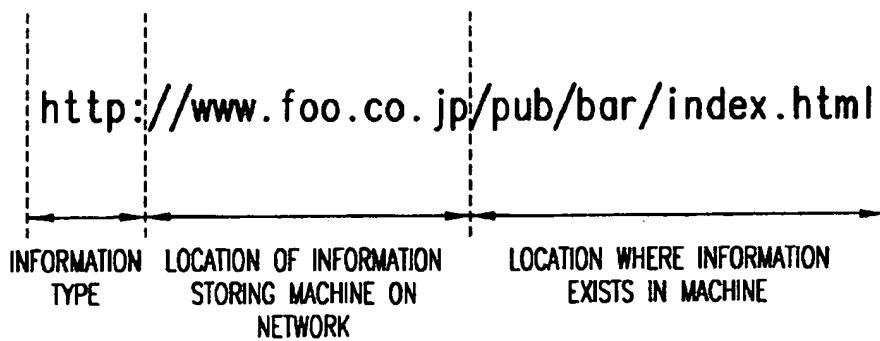 http://www.foo.co.jp/pub/bar/index.html
INFORMATION TYPE
LOCATION OF INFORMATION STORING MACHINE ON NETWORK
LOCATION WHERE INFORMATION EXISTS IN MACHINE